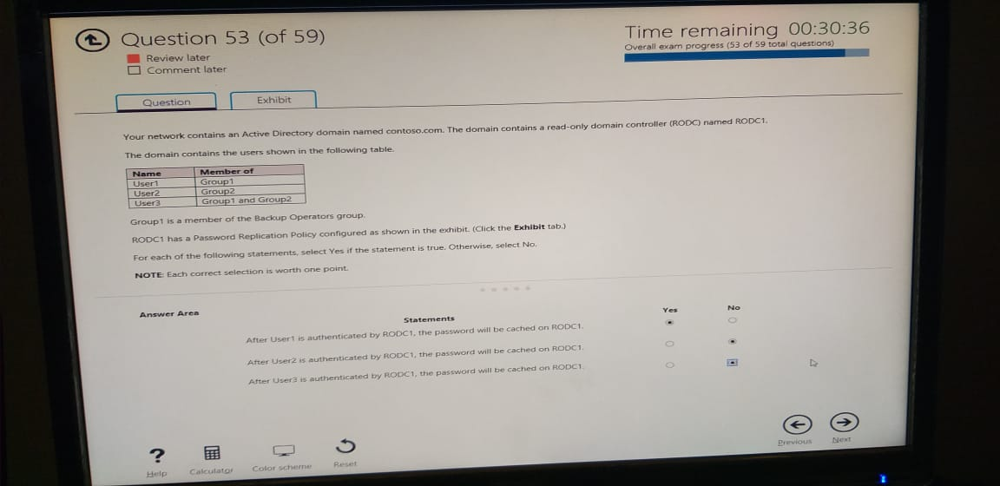 Question 53 (of 59)
Review later
Comment later
Time remaining 00:30:36
Overall exam progress (53 of 59 total questions)
Question
Exhibit
Your network contains an Active Directory domain named contoso.com. The domain contains a read-only domain controller (RODC) named RODC1.
The domain contains the users shown in the following table.
Name Member of
User1 Group1
User2 Group2
User3 Group1 and Group2
Group1 is a member of the Backup Operators group.
RODC1 has a Password Replication Policy configured as shown in the exhibit. (Click the Exhibit tab.)
For each of the following statements, select Yes if the statement is true. Otherwise, select No.
NOTE: Each correct selection is worth one point.
Answer Area
Statements Yes No
After User1 is authenticated by RODC1, the password will be cached on RODC1.
After User2 is authenticated by RODC1, the password will be cached on RODC1.
After User3 is authenticated by RODC1, the password will be cached on RODC1.
? Help
Calculator
Color scheme
Reset
Previous
Next